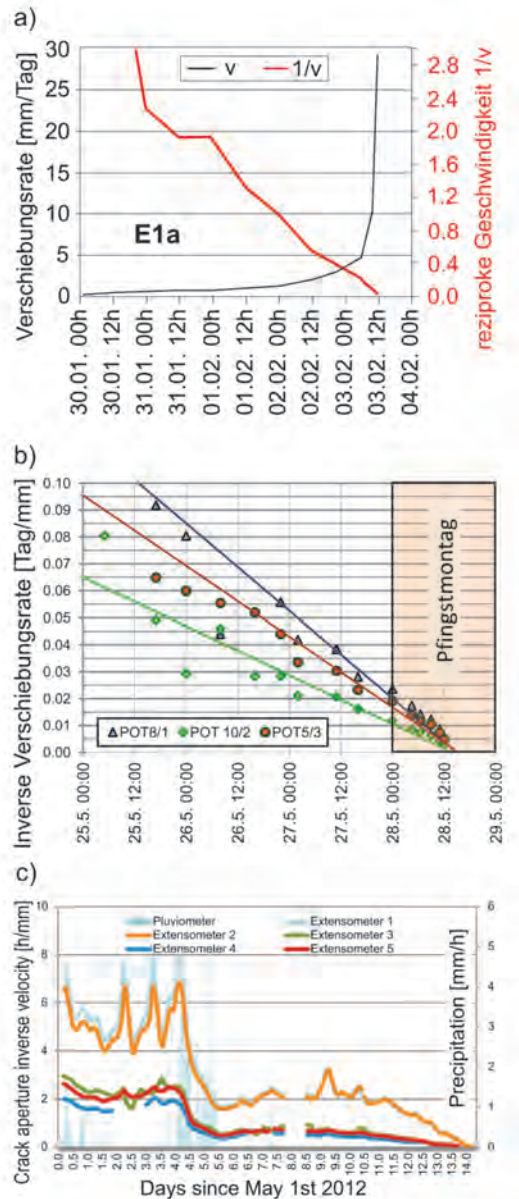 a)
30
25
20
15
10
5
0
Verschiebungsrate [mm/Tag]
v 1/v
E1a
2.8
2.4
2.0
1.6
1.2
0.8
0.4
0.0
reziproke Geschwindigkeit 1/v
30.01. 00h
30.01. 12h
31.01. 00h
31.01. 12h
01.02. 00h
01.02. 12h
02.02. 00h
02.02. 12h
03.02. 00h
03.02. 12h
04.02. 00h
b)
0.10
0.09
0.08
0.07
0.06
0.05
0.04
0.03
0.02
0.01
0.00
Inverse Verschiebungsrate [Tag/mm]
Pfingstmontag
POT8/1 POT 10/2 POT5/3
25.5. 00:00
25.5. 12:00
26.5. 00:00
26.5. 12:00
27.5. 00:00
27.5. 12:00
28.5. 00:00
28.5. 12:00
29.5. 00:00
c)
10
8
6
4
2
0
Crack aperture inverse velocity [h/mm]
Pluviometer Extensometer 1
Extensometer 2 Extensometer 3
Extensometer 4 Extensometer 5
6
5
4
3
2
1
0
Precipitation [mm/h]
0.0 0.5 1.0 1.5 2.0 2.5 3.0 3.5 4.0 4.5 5.0 5.5 6.0 6.5 7.0 7.5 8.0 8.5 9.0 9.5 10.0 10.5 11.0 11.5 12.0 12.5 13.0 13.5 14.0
Days since May 1st 2012